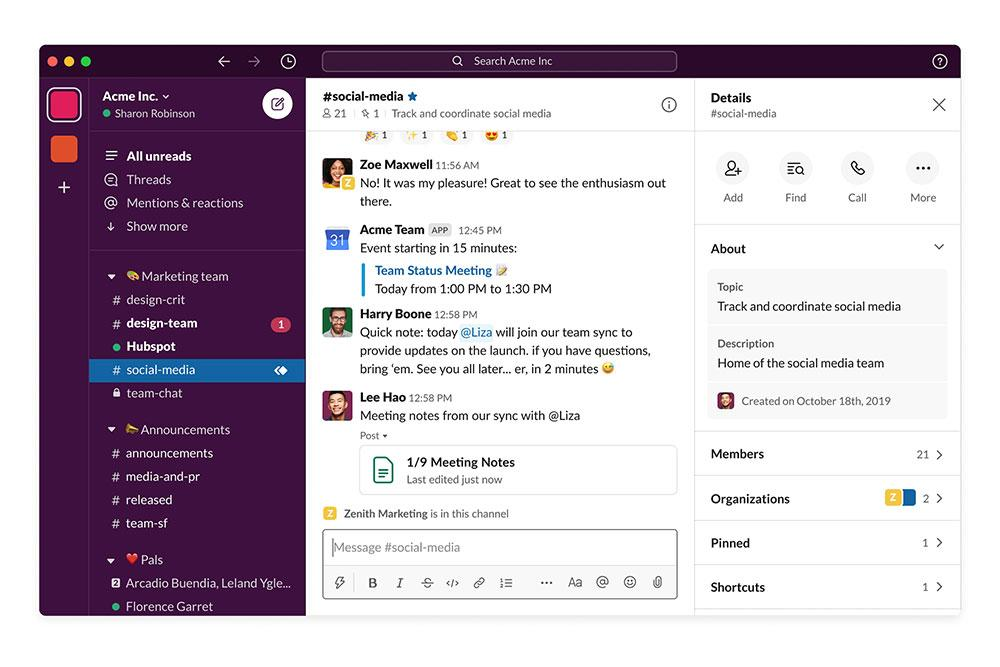 Search Acme Inc
Acme Inc.
Sharon Robinson
All unreads
Threads
Mentions & reactions
Show more
Marketing team
# design-crit
# design-team 1
Hubspot
# social-media
team-chat
Announcements
# announcements
# media-and-pr
# released
# team-sf
Pals
2 Arcadio Buendia, Leland Ygle...
Florence Garret
#social-media
21 | 1 | Track and coordinate social media
1 1 1 1
Zoe Maxwell 11:56 AM
Z
No! It was my pleasure! Great to see the enthusiasm out
there.
Acme Team APP 12:45 PM
31
Event starting in 15 minutes:
Team Status Meeting
Today from 1:00 PM to 1:30 PM
Harry Boone 12:58 PM
Quick note: today @Liza will join our team sync to
provide updates on the launch. if you have questions,
bring ‘em. See you all later... er, in 2 minutes
Lee Hao 12:58 PM
Meeting notes from our sync with @Liza
Post
1/9 Meeting Notes
Last edited just now
Z Zenith Marketing is in this channel
Message #social-media
B I S </> Aa @
Details
#social-media
Add Find Call More
About
Topic
Track and coordinate social media
Description
Home of the social media team
Created on October 18th, 2019
Members 21
Organizations Z 2
Pinned 1
Shortcuts 1